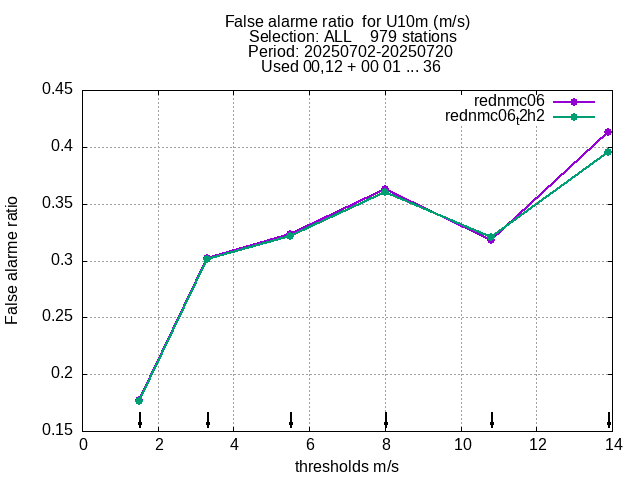 False alarme ratio  for U10m (m/s)
Selection: ALL    979 stations
Period: 20250702-20250720
Used 00,12 + 00 01 ... 36
rednmc06
rednmc06t2h2
0.45
0.4
0.35
0.3
0.25
0.2
0.15
False alarme ratio
0 2 4 6 8 10 12 14
thresholds m/s